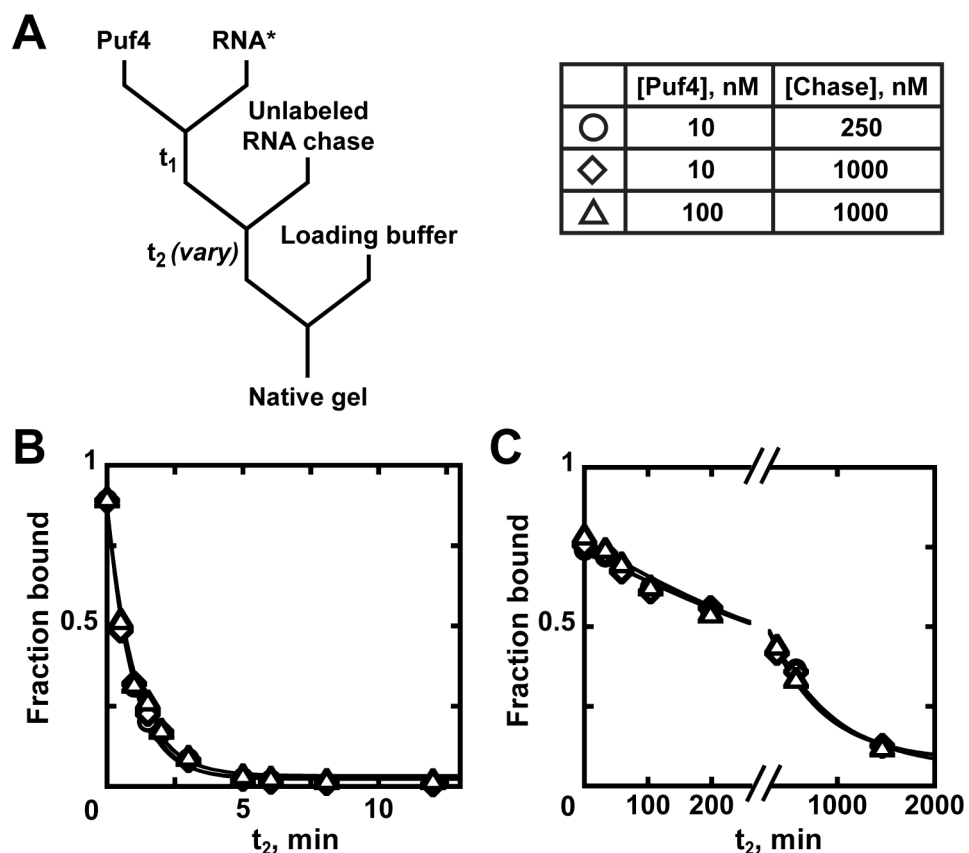 A
Puf4 RNA*
Unlabeled
RNA chase
t1
t2 (vary)
Loading buffer
Native gel
[Puf4], nM [Chase], nM
10 250
10 1000
100 1000
B
1
0.5
Fraction bound
0 5 10
t2, min
C
1
0.5
Fraction bound
0 100 200 1000 2000
t2, min